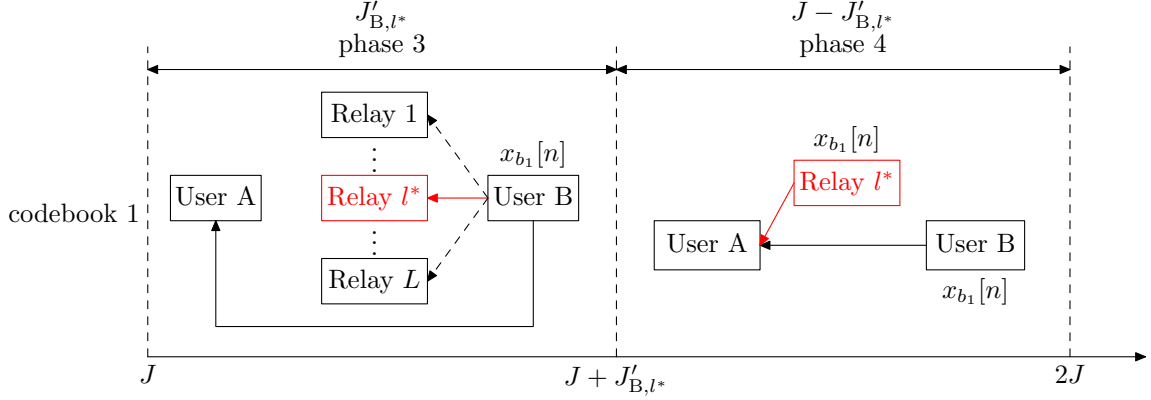 J′_{B,l*}
phase 3
J − J′_{B,l*}
phase 4
codebook 1
User A
Relay 1
⋮
Relay l*
⋮
Relay L
x_{b_1}[n]
User B
x_{b_1}[n]
Relay l*
User A
User B
x_{b_1}[n]
J
J + J′_{B,l*}
2J